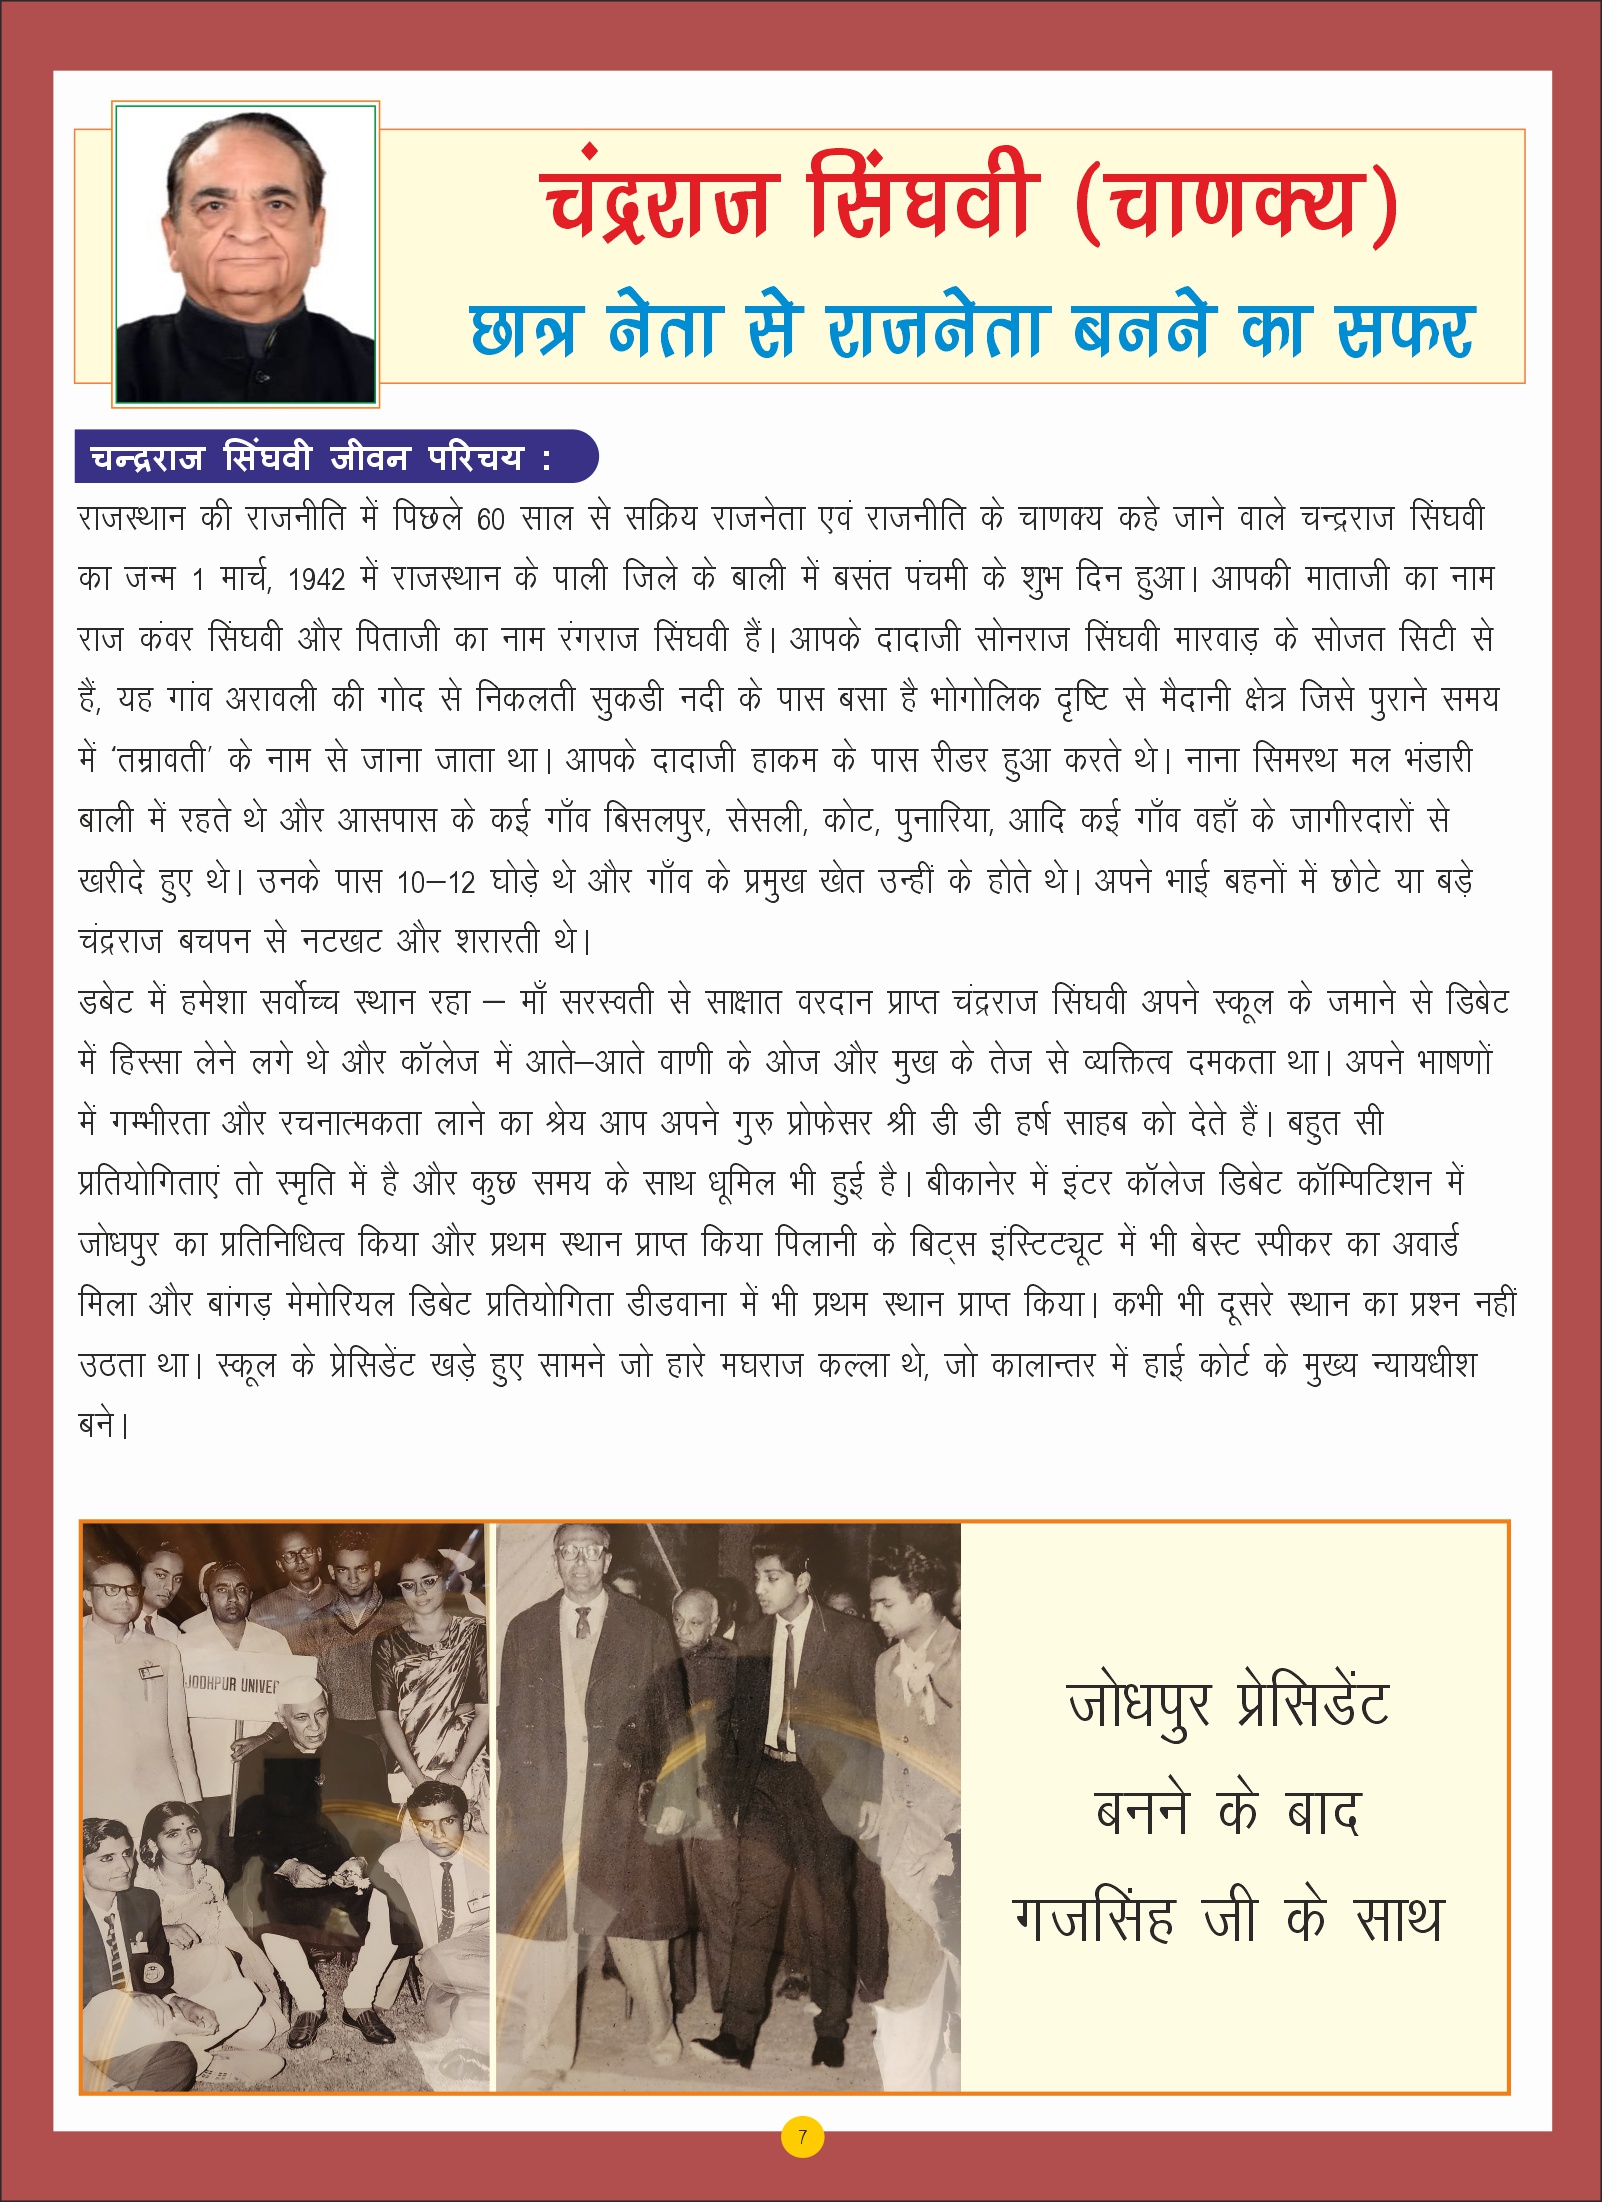 चंद्रराज सिंघवी (चाणक्य)
छात्र नेता से राजनेता बनने का सफर
चन्द्रराज सिंघवी जीवन परिचय :
राजस्थान की राजनीति में पिछले 60 साल से सक्रिय राजनेता एवं राजनीति के चाणक्य कहे जाने वाले चन्द्रराज सिंघवी
का जन्म 1 मार्च, 1942 में राजस्थान के पाली जिले के बाली में बसंत पंचमी के शुभ दिन हुआ। आपकी माताजी का नाम
राज कंवर सिंघवी और पिताजी का नाम रंगराज सिंघवी हैं। आपके दादाजी सोनराज सिंघवी मारवाड़ के सोजत सिटी से
हैं, यह गांव अरावली की गोद से निकलती सुकडी नदी के पास बसा है भोगोलिक दृष्टि से मैदानी क्षेत्र जिसे पुराने समय
में 'तम्रावती' के नाम से जाना जाता था। आपके दादाजी हाकम के पास रीडर हुआ करते थे। नाना सिमरथ मल भंडारी
बाली में रहते थे और आसपास के कई गाँव बिसलपुर, सेसली, कोट, पुनारिया, आदि कई गाँव वहाँ के जागीरदारों से
खरीदे हुए थे। उनके पास 10–12 घोड़े थे और गाँव के प्रमुख खेत उन्हीं के होते थे। अपने भाई बहनों में छोटे या बड़े
चंद्रराज बचपन से नटखट और शरारती थे।
डबेट में हमेशा सर्वोच्च स्थान रहा – माँ सरस्वती से साक्षात वरदान प्राप्त चंद्रराज सिंघवी अपने स्कूल के जमाने से डिबेट
में हिस्सा लेने लगे थे और कॉलेज में आते–आते वाणी के ओज और मुख के तेज से व्यक्तित्व दमकता था। अपने भाषणों
में गम्भीरता और रचनात्मकता लाने का श्रेय आप अपने गुरु प्रोफेसर श्री डी डी हर्ष साहब को देते हैं। बहुत सी
प्रतियोगिताएं तो स्मृति में है और कुछ समय के साथ धूमिल भी हुई है। बीकानेर में इंटर कॉलेज डिबेट कॉम्पिटिशन में
जोधपुर का प्रतिनिधित्व किया और प्रथम स्थान प्राप्त किया पिलानी के बिट्स इंस्टिटयूट में भी बेस्ट स्पीकर का अवार्ड
मिला और बांगड़ मेमोरियल डिबेट प्रतियोगिता डीडवाना में भी प्रथम स्थान प्राप्त किया। कभी भी दूसरे स्थान का प्रश्न नहीं
उठता था। स्कूल के प्रेसिडेंट खड़े हुए सामने जो हारे मघराज कल्ला थे, जो कालान्तर में हाई कोर्ट के मुख्य न्यायधीश
बने।
JODHPUR UNIVER
जोधपुर प्रेसिडेंट
बनने के बाद
गजसिंह जी के साथ
7